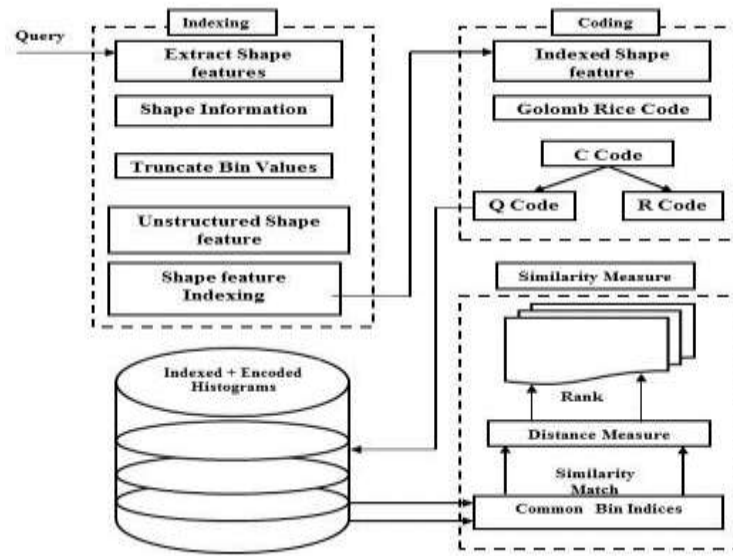 Indexing
Query
Extract Shape
features
Shape Information
Truncate Bin Values
Unstructured Shape
feature
Shape feature
Indexing
Coding
Indexed Shape
feature
Golomb Rice Code
C Code
Q Code
R Code
Similarity Measure
Rank
Distance Measure
Similarity
Match
Common Bin Indices
Indexed + Encoded
Histograms